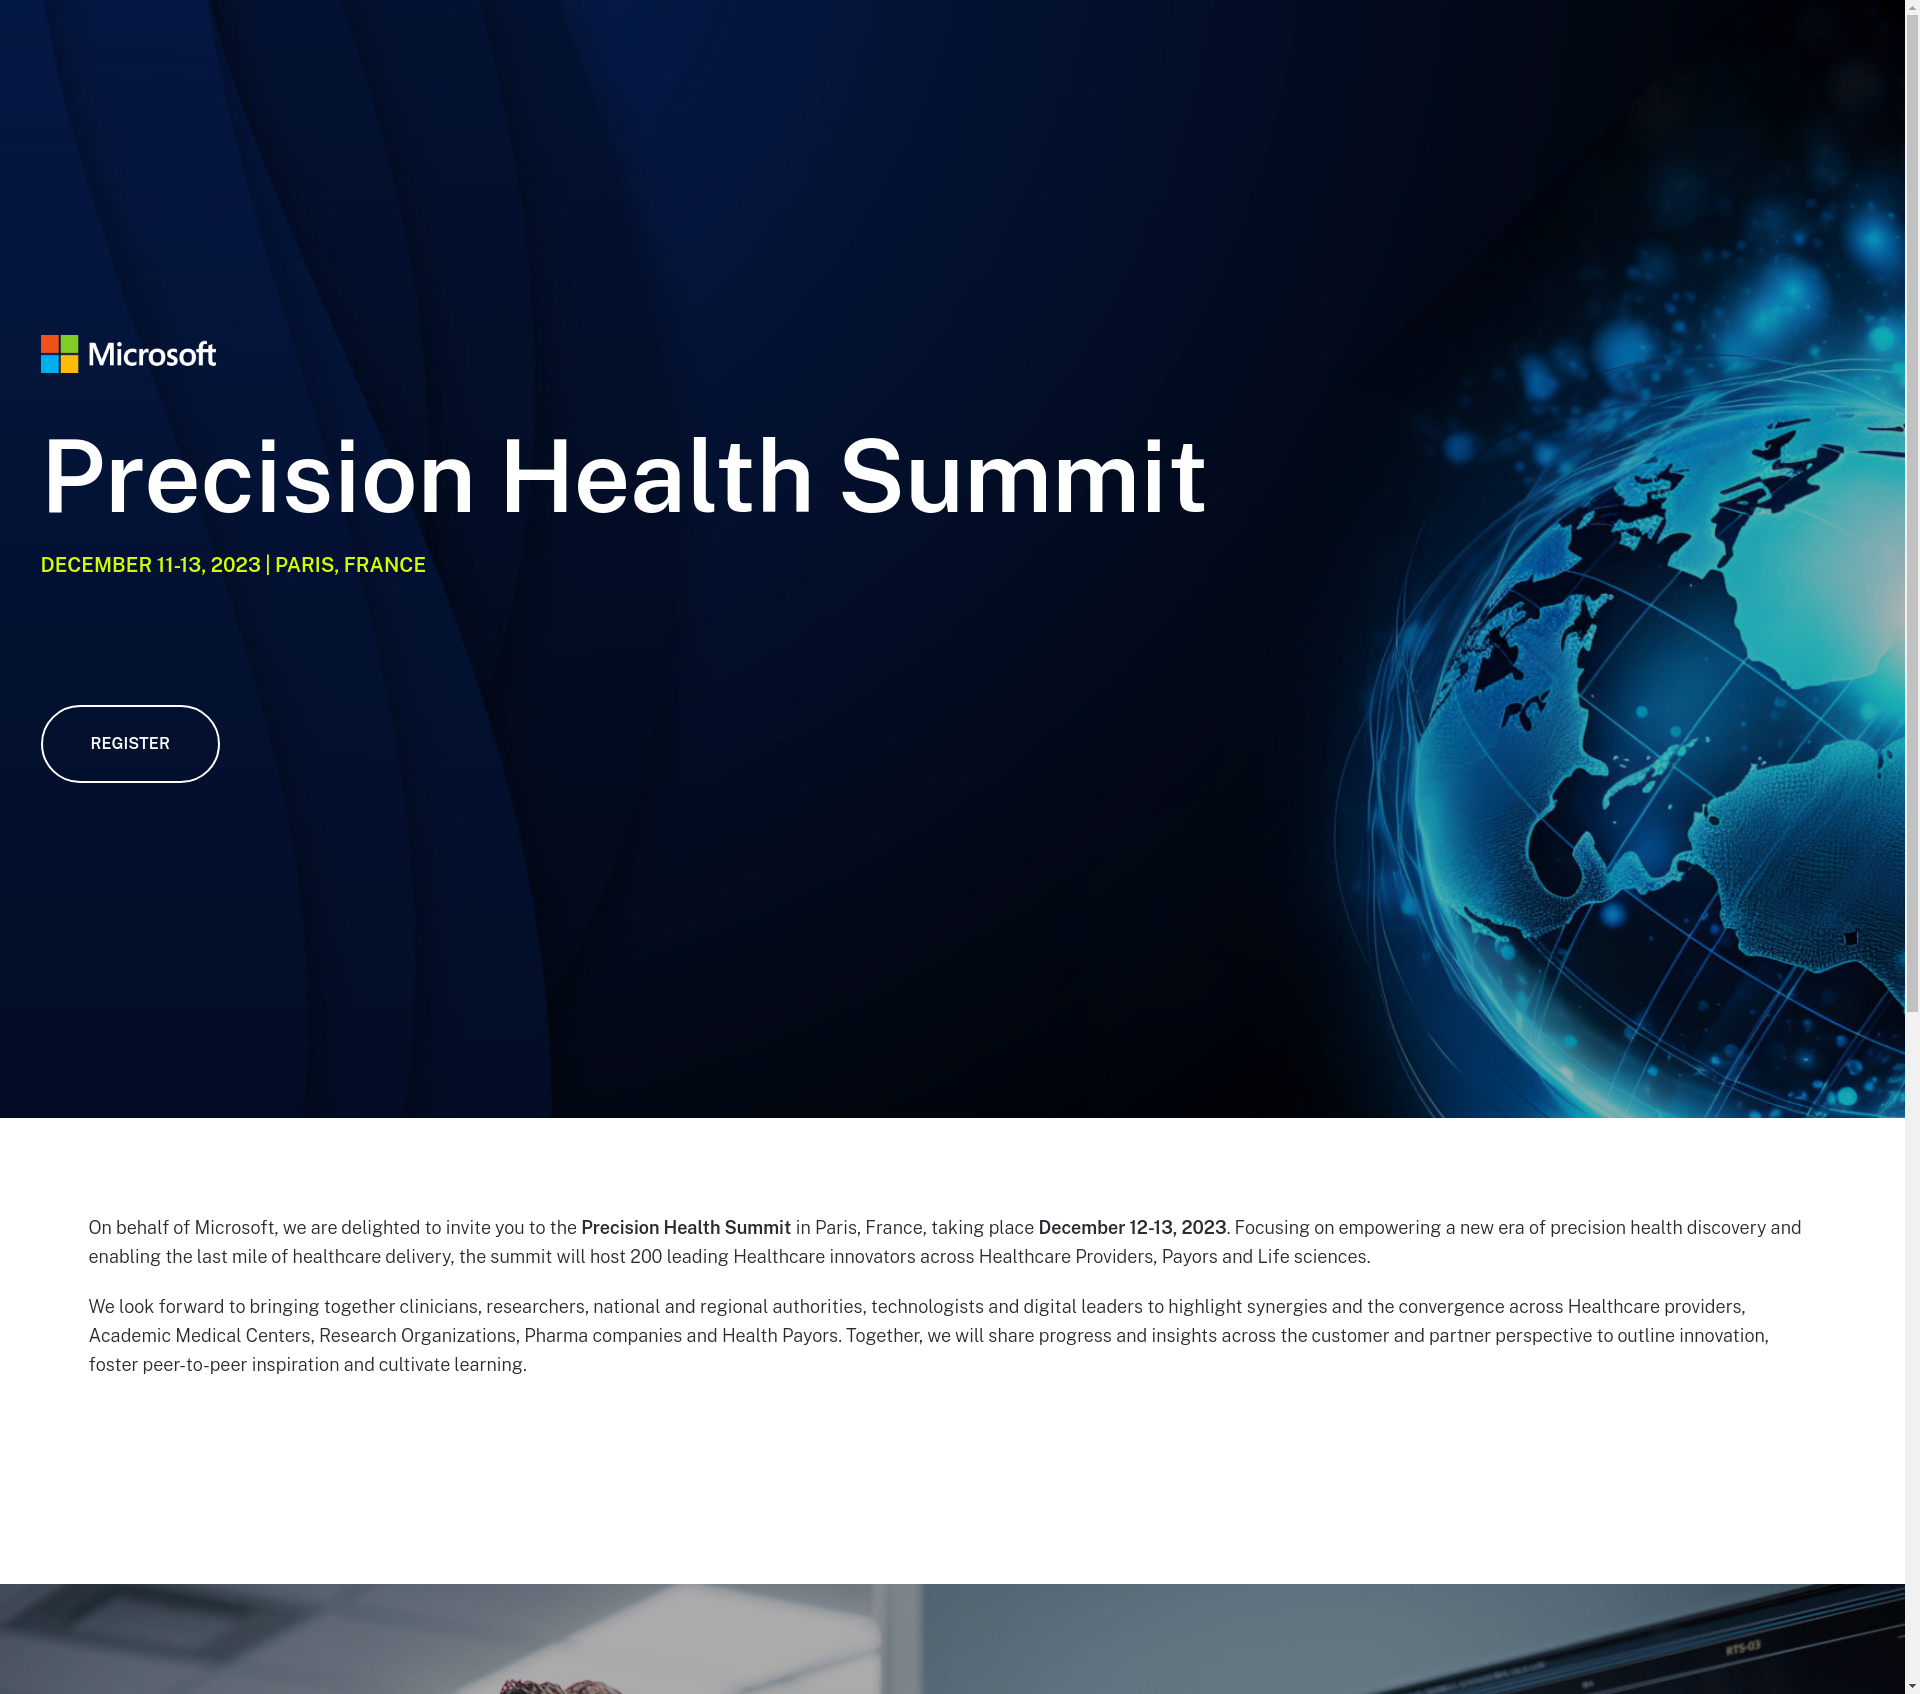 Microsoft
Precision Health Summit
DECEMBER 11-13, 2023 | PARIS, FRANCE
REGISTER
On behalf of Microsoft, we are delighted to invite you to the Precision Health Summit in Paris, France, taking place December 12-13, 2023. Focusing on empowering a new era of precision health discovery and
enabling the last mile of healthcare delivery, the summit will host 200 leading Healthcare innovators across Healthcare Providers, Payors and Life sciences.
We look forward to bringing together clinicians, researchers, national and regional authorities, technologists and digital leaders to highlight synergies and the convergence across Healthcare providers,
Academic Medical Centers, Research Organizations, Pharma companies and Health Payors. Together, we will share progress and insights across the customer and partner perspective to outline innovation,
foster peer-to-peer inspiration and cultivate learning.
RTS-03